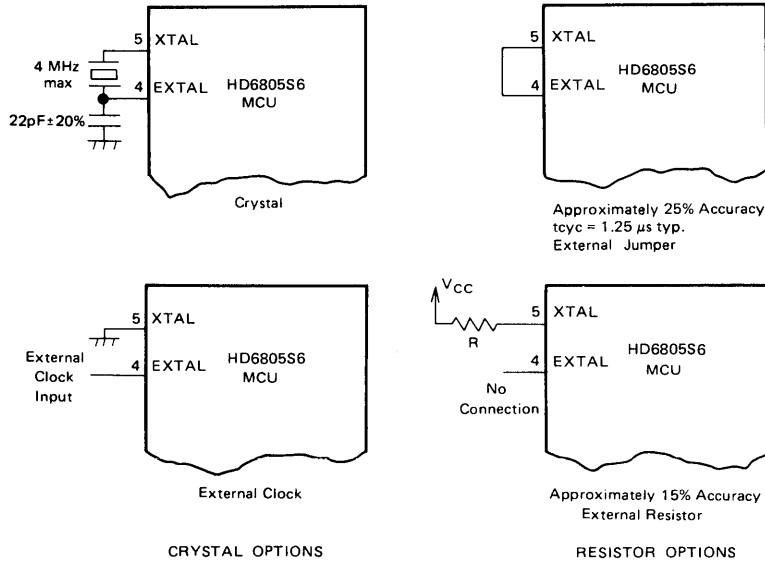 5 XTAL
4 MHz
max
4 EXTAL
HD6805S6
MCU
22pF±20%
Crystal
5 XTAL
4 EXTAL
HD6805S6
MCU
Approximately 25% Accuracy
tcyc = 1.25 μs typ.
External Jumper
5 XTAL
External
Clock
Input
4 EXTAL
HD6805S6
MCU
External Clock
CRYSTAL OPTIONS
VCC
R
5 XTAL
4 EXTAL
HD6805S6
MCU
No
Connection
Approximately 15% Accuracy
External Resistor
RESISTOR OPTIONS